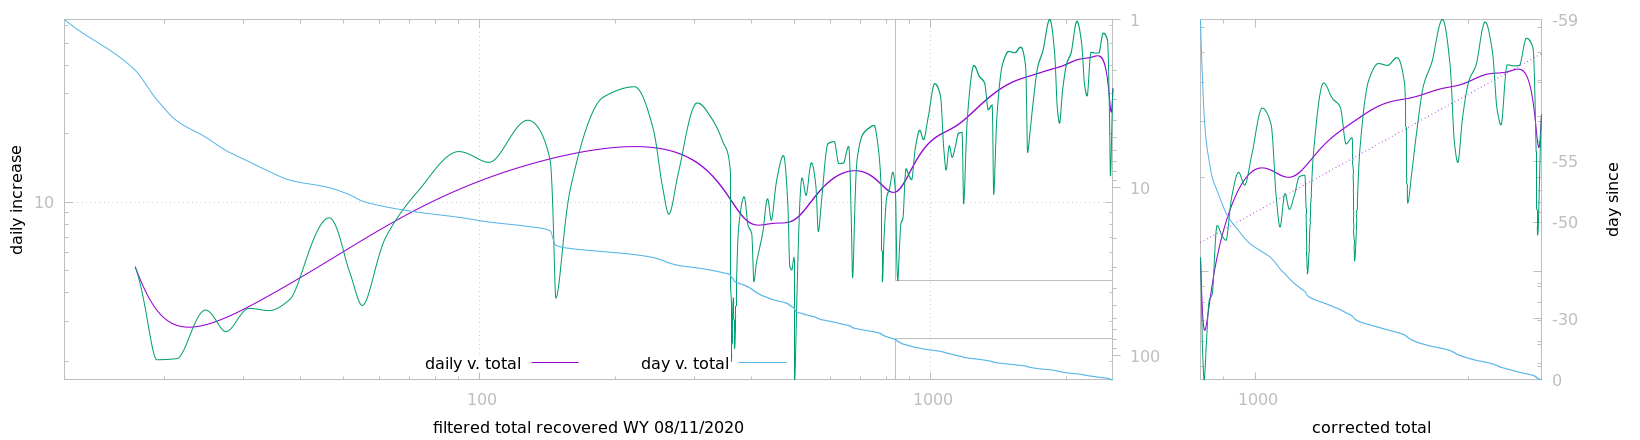 daily increase
10
daily v. total
day v. total
100
1000
filtered total recovered WY 08/11/2020
1
10
100
1000
corrected total
-59
-55
-50
-30
0
day since